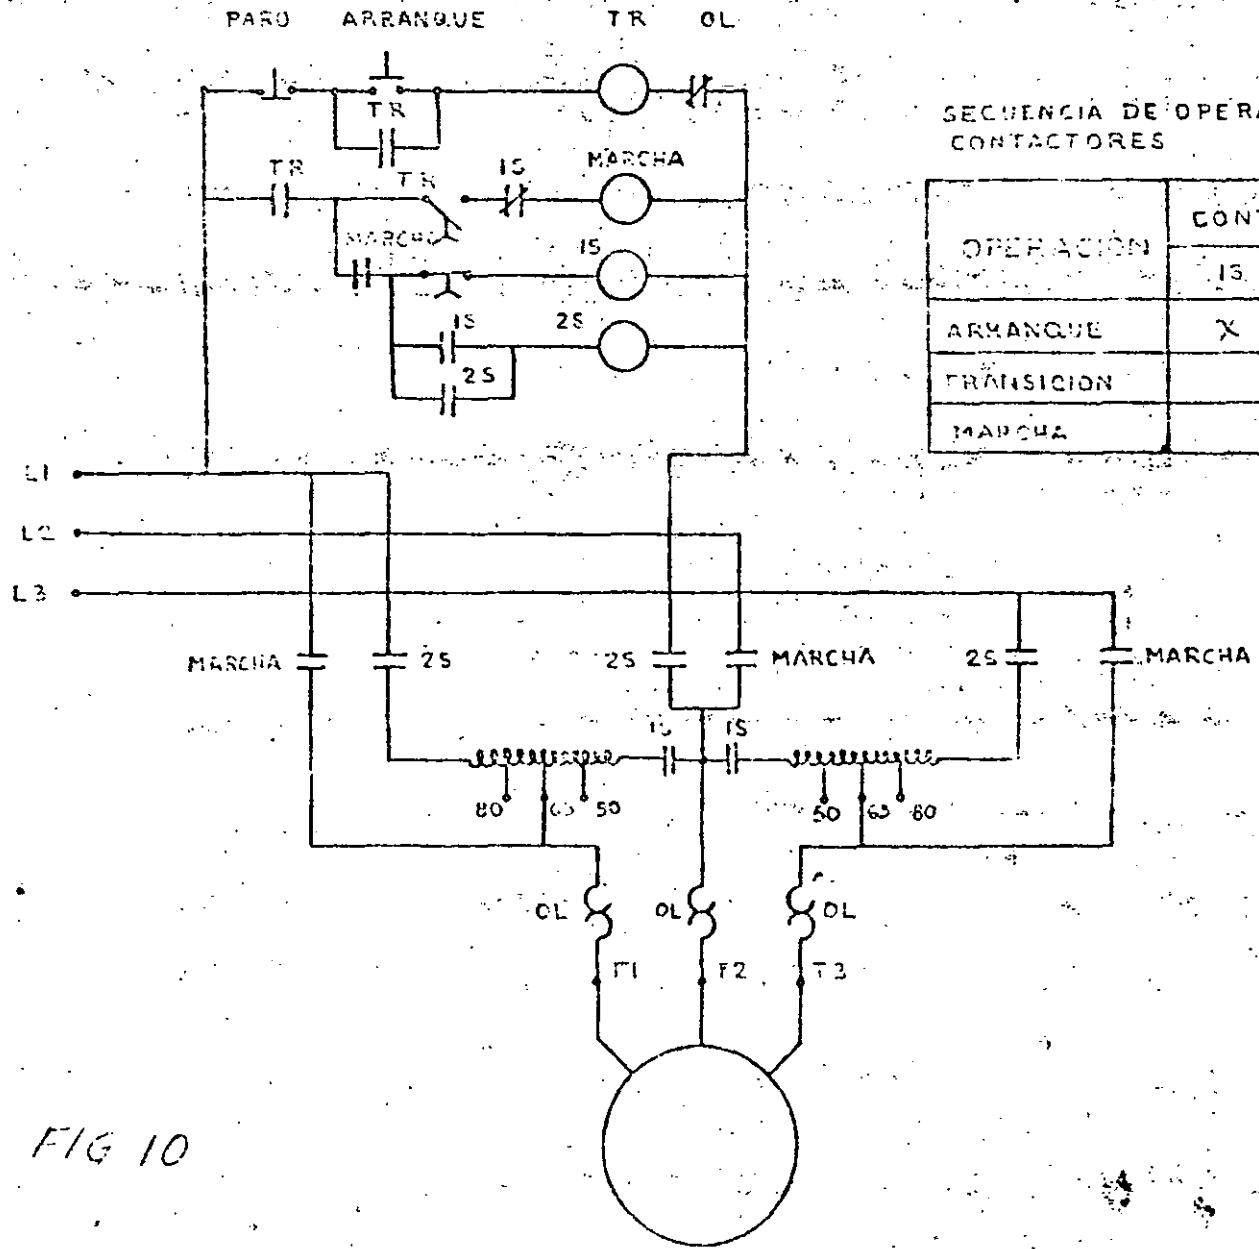 PARO ARRANQUE TR OL
TR
TR
TR
1S
MARCHA
MARCHA
1S
1S
2S
2S
L1
L2
L3
MARCHA
2S
2S
MARCHA
2S
MARCHA
1S
1S
80
65
50
50
65
80
OL
OL
OL
T1
T2
T3
FIG 10
SECUENCIA DE OPERA
CONTACTORES
OPERACIÓN
CONT
1S
ARRANQUE X
TRANSICION
MARCHA